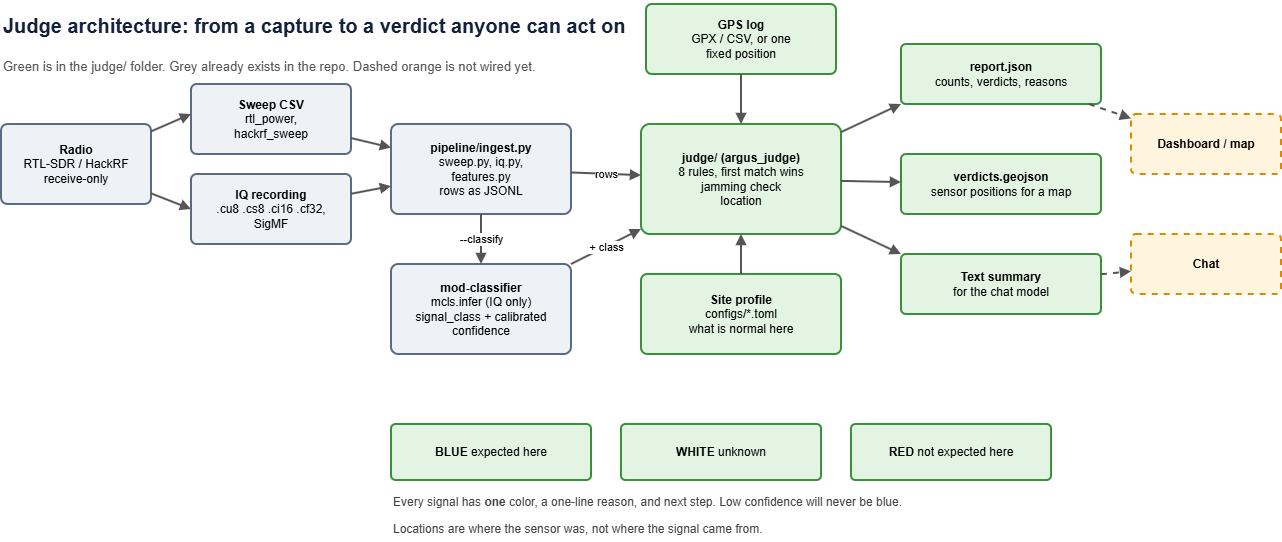 Judge architecture: from a capture to a verdict anyone can act on
Green is in the judge/ folder. Grey already exists in the repo. Dashed orange is not wired yet.
Radio
RTL-SDR / HackRF
receive-only
Sweep CSV
rtl_power,
hackrf_sweep
IQ recording
.cu8 .cs8 .ci16 .cf32,
SigMF
pipeline/ingest.py
sweep.py, iq.py,
features.py
rows as JSONL
--classify
mod-classifier
mcls.infer (IQ only)
signal_class + calibrated
confidence
rows
+ class
GPS log
GPX / CSV, or one
fixed position
judge/ (argus_judge)
8 rules, first match wins
jamming check
location
Site profile
configs/*.toml
what is normal here
report.json
counts, verdicts, reasons
verdicts.geojson
sensor positions for a map
Text summary
for the chat model
Dashboard / map
Chat
BLUE expected here
WHITE unknown
RED not expected here
Every signal has one color, a one-line reason, and next step. Low confidence will never be blue.
Locations are where the sensor was, not where the signal came from.